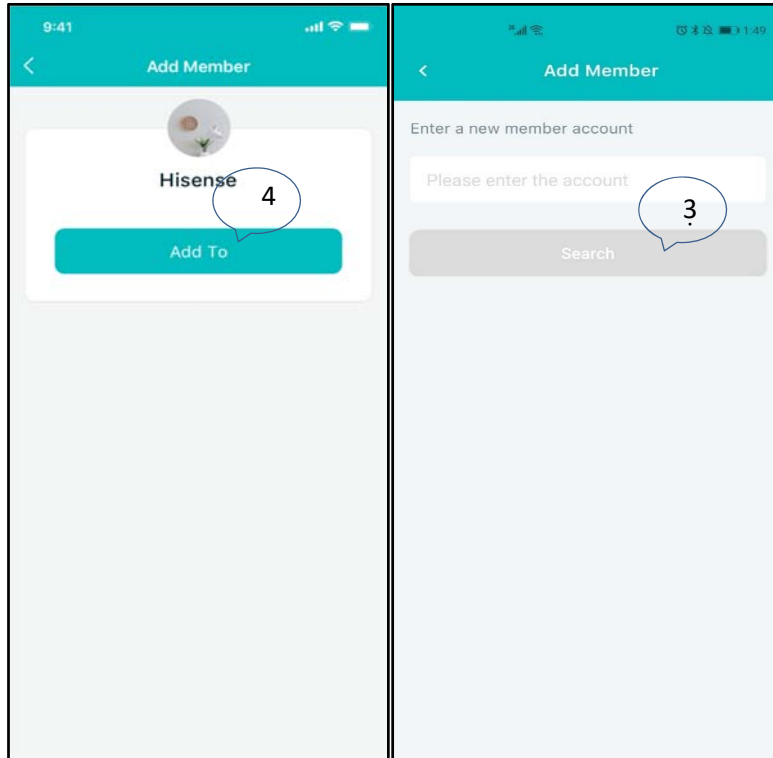 9:41
Add Member
Hisense
4
Add To
1:49
Add Member
Enter a new member account
Please enter the account
3.
Search